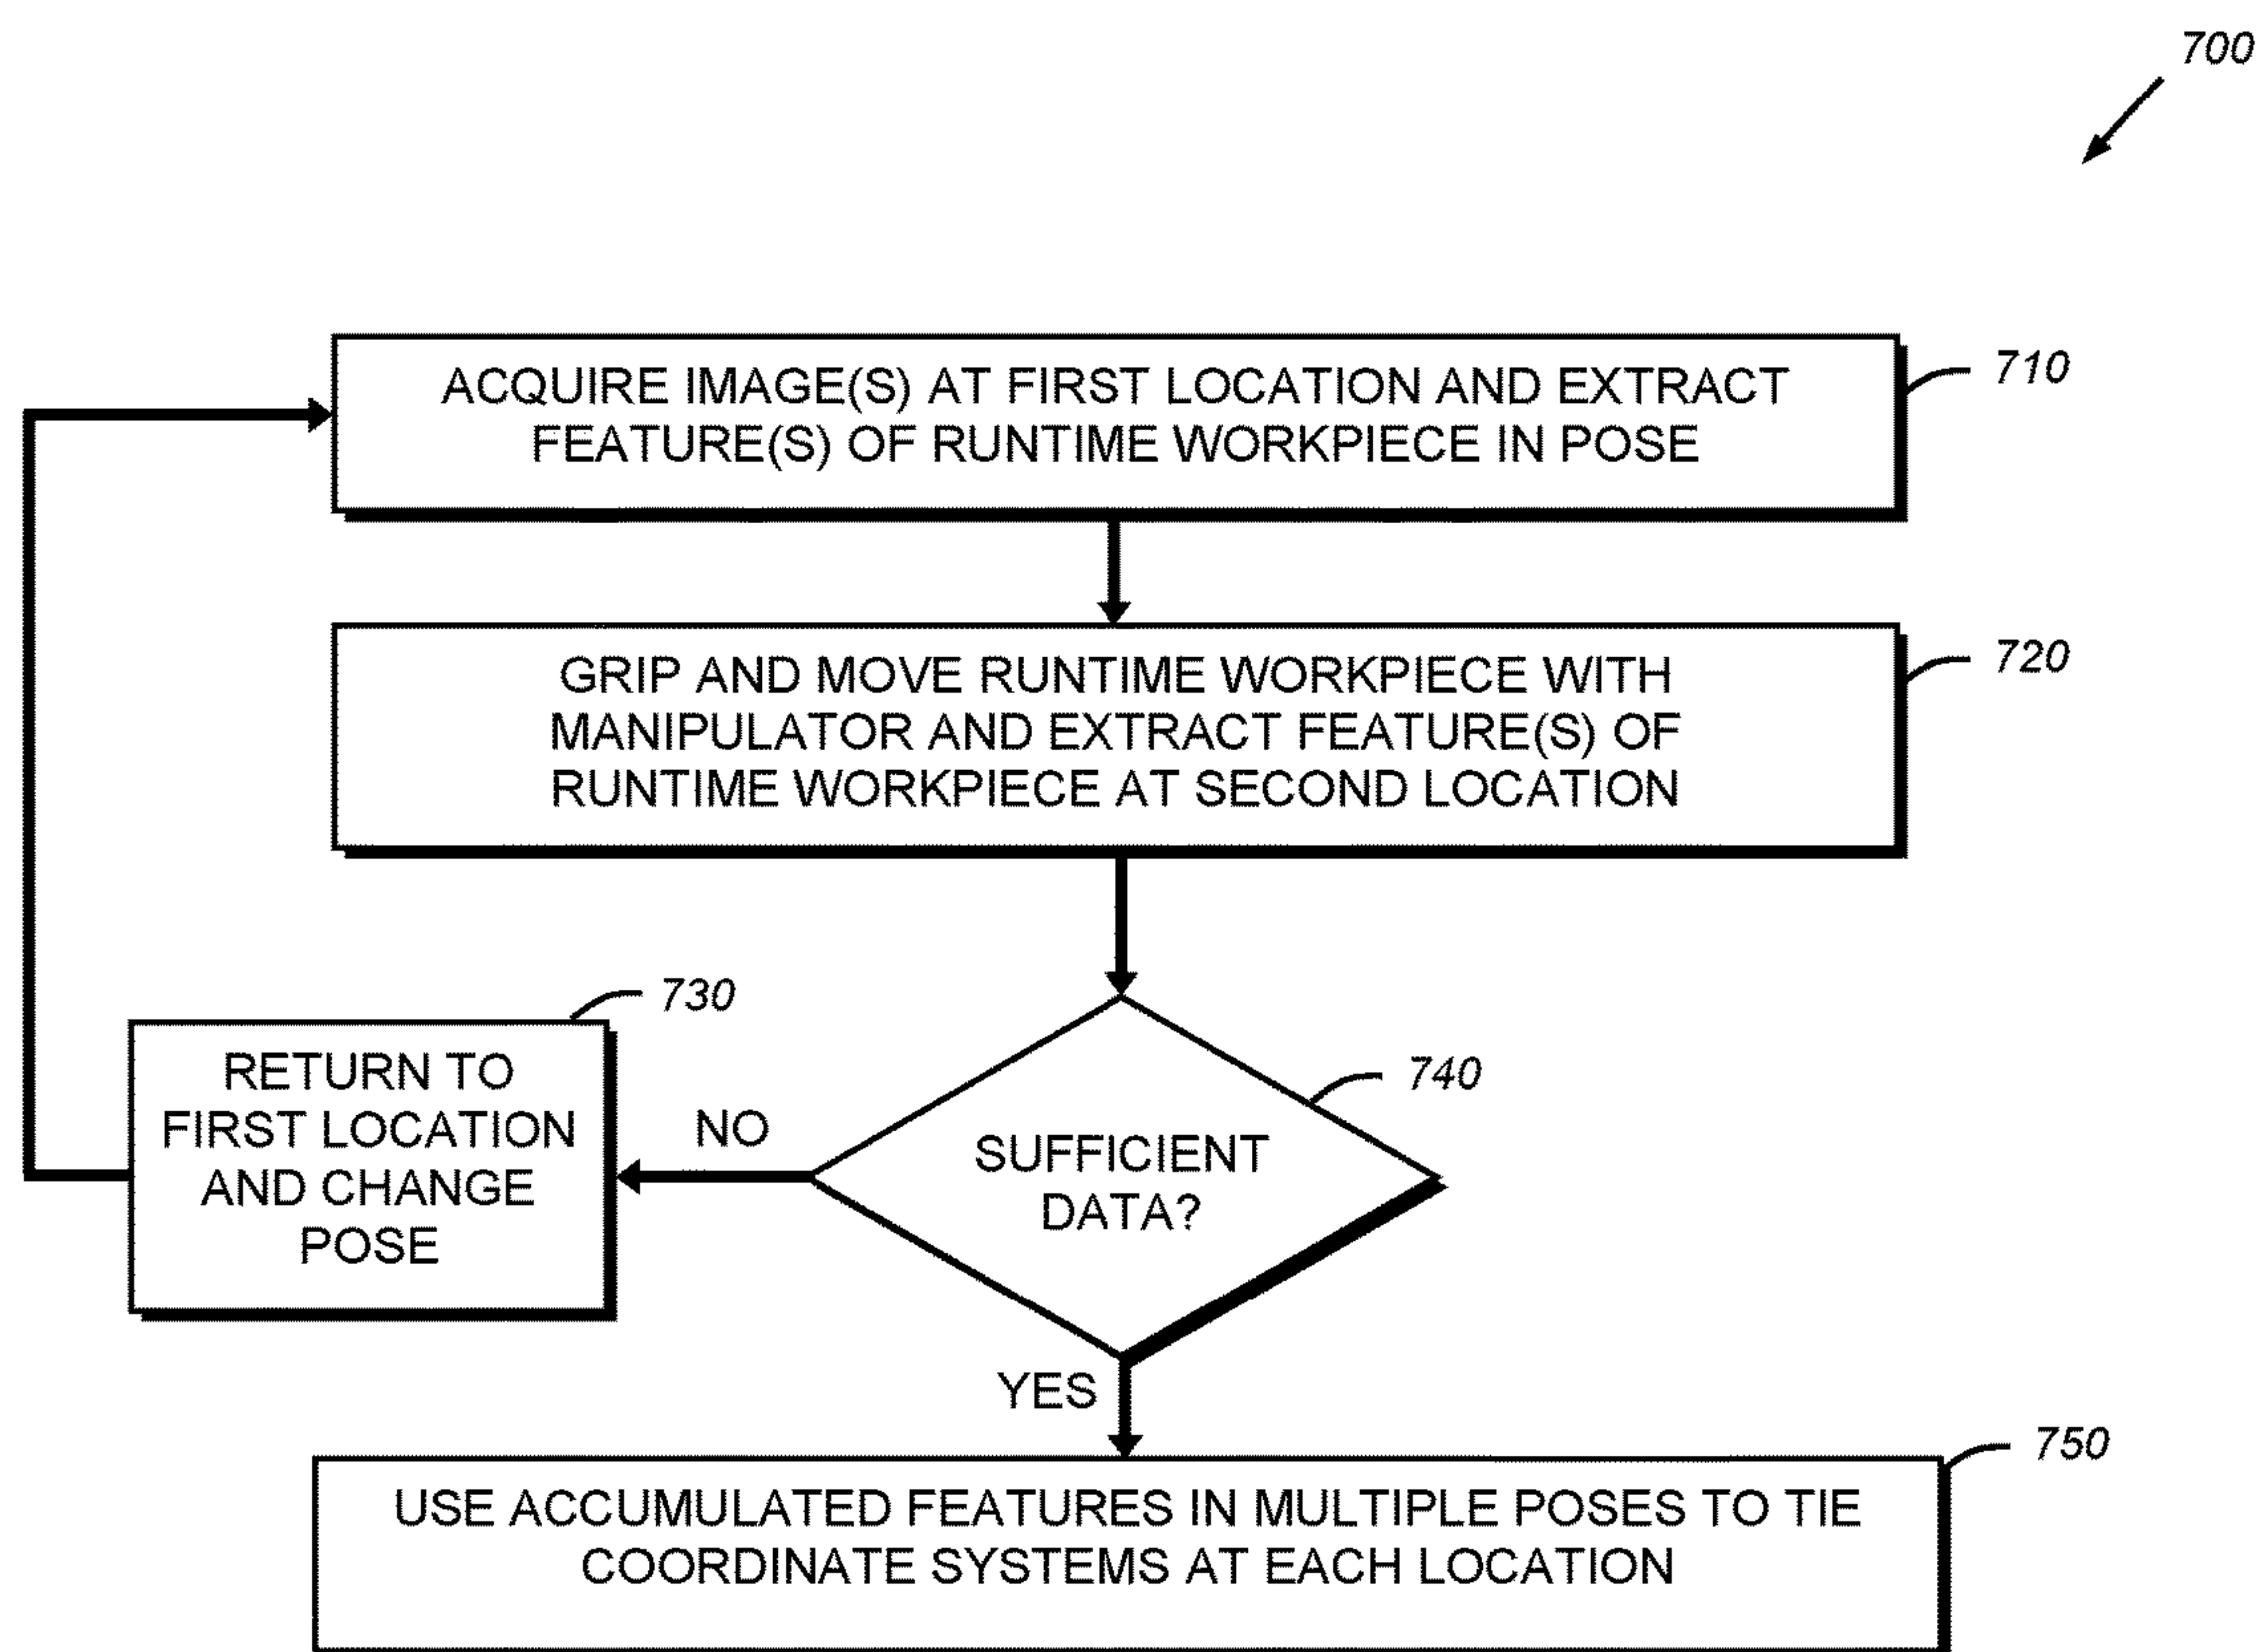 700
ACQUIRE IMAGE(S) AT FIRST LOCATION AND EXTRACT
FEATURE(S) OF RUNTIME WORKPIECE IN POSE
710
GRIP AND MOVE RUNTIME WORKPIECE WITH
MANIPULATOR AND EXTRACT FEATURE(S) OF
RUNTIME WORKPIECE AT SECOND LOCATION
720
730
RETURN TO
FIRST LOCATION
AND CHANGE
POSE
NO
740
SUFFICIENT
DATA?
YES
750
USE ACCUMULATED FEATURES IN MULTIPLE POSES TO TIE
COORDINATE SYSTEMS AT EACH LOCATION